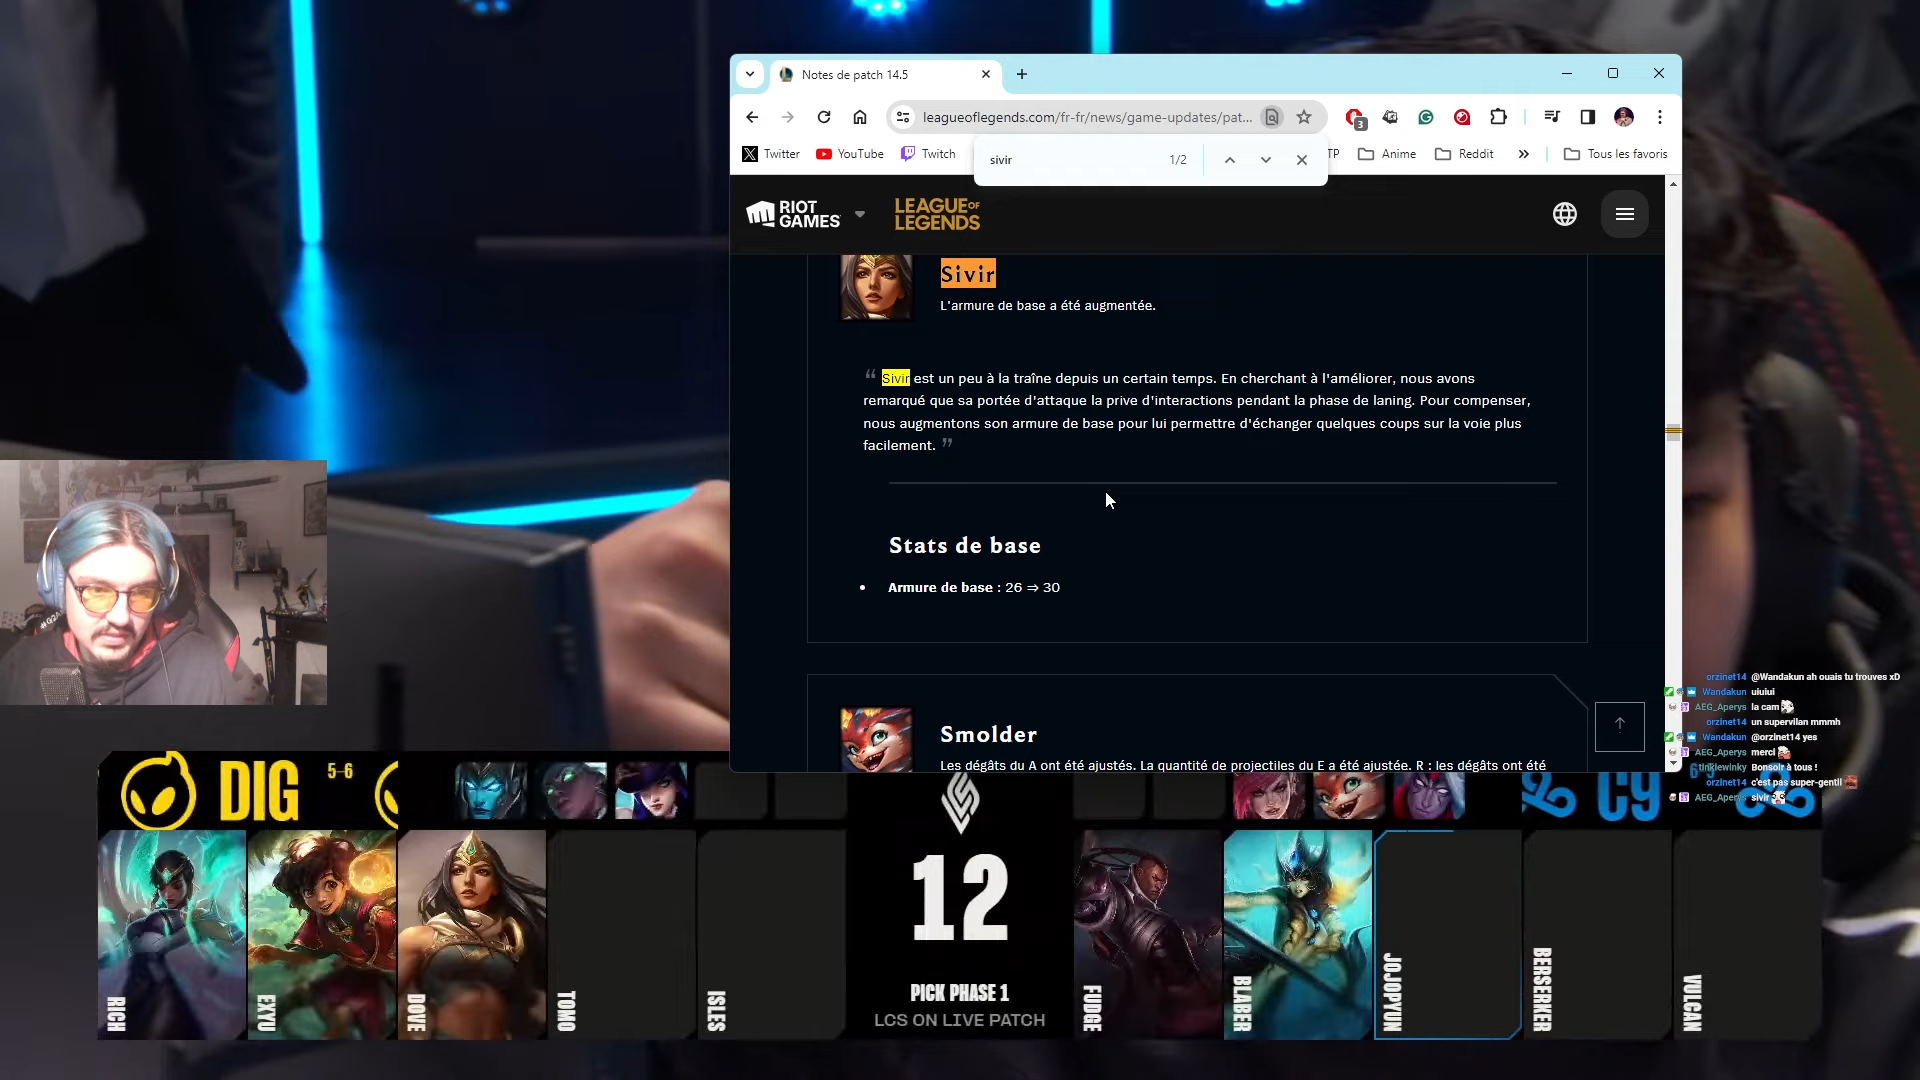 Notes de patch 14.5
leagueoflegends.com/fr-fr/news/game-updates/pat...
3
Twitter
YouTube
Twitch
sivir
1/2
TP
Anime
Reddit
Tous les favoris
RIOT
GAMES
LEAGUE OF
LEGENDS
Sivir
L'armure de base a été augmentée.
“ Sivir est un peu à la traîne depuis un certain temps. En cherchant à l'améliorer, nous avons
remarqué que sa portée d'attaque la prive d'interactions pendant la phase de laning. Pour compenser,
nous augmentons son armure de base pour lui permettre d'échanger quelques coups sur la voie plus
facilement. ”
Stats de base
• Armure de base : 26 ⇒ 30
Smolder
Les dégâts du A ont été ajustés. La quantité de projectiles du E a été ajustée. R : les dégâts ont été
orzinet14 @Wandakun ah ouais tu trouves xD
Wandakun uiuiui
AEG_Aperys la cam
orzinet14 un supervilan mmmh
Wandakun @orzinet14 yes
AEG_Aperys merci
tinklewinky Bonsoir à tous !
orzinet14 c'est pas super-gentil
AEG_Aperys sivir
DIG
5-6
C9
RICH
EXYU
DOVE
TOMO
ISLES
12
PICK PHASE 1
LCS ON LIVE PATCH
FUDGE
BLABER
JOJOPYUN
BERSERKER
VULCAN